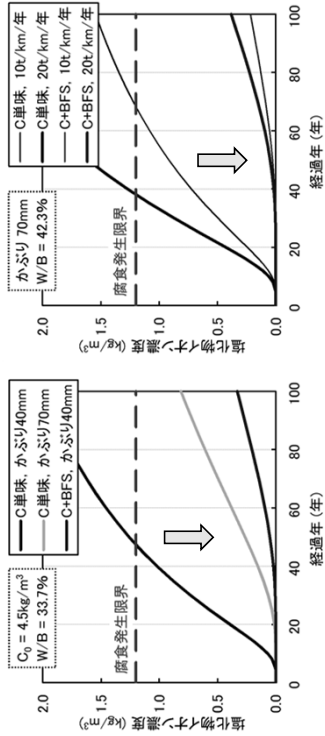 C₀ = 4.5kg/m³
W/B = 33.7%
C単味, かぶり40mm
C単味, かぶり70mm
C+BFS, かぶり40mm
腐食発生限界
塩化物イオン濃度 (kg/m³)
2.0
1.5
1.0
0.5
0.0
0
20
40
60
80
100
経過年 (年)
かぶり 70mm
W/B = 42.3%
C単味, 10t/km/年
C単味, 20t/km/年
C+BFS, 10t/km/年
C+BFS, 20t/km/年
腐食発生限界
塩化物イオン濃度 (kg/m³)
2.0
1.5
1.0
0.5
0.0
0
20
40
60
80
100
経過年 (年)